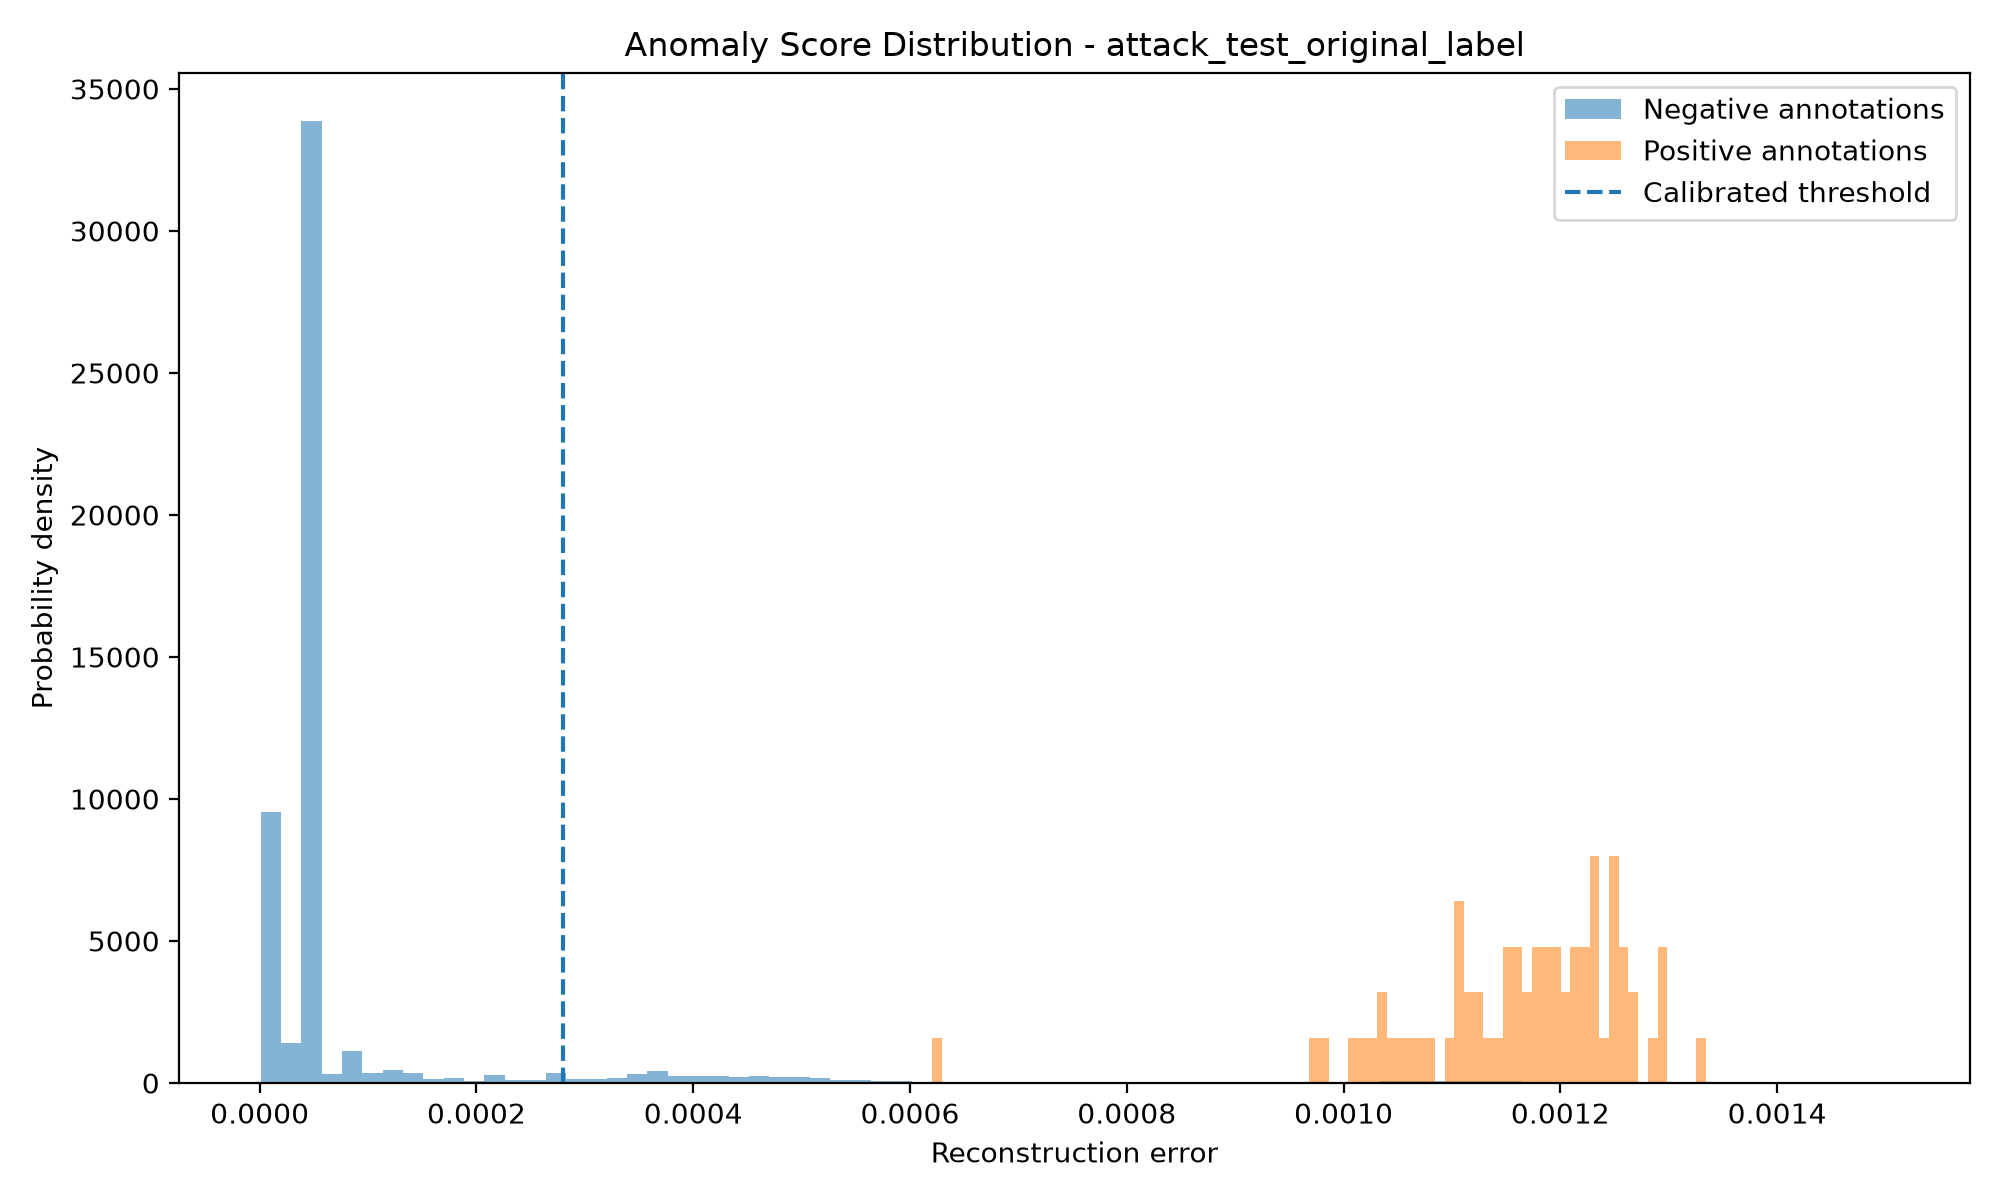 Anomaly Score Distribution - attack_test_original_label
Negative annotations
Positive annotations
Calibrated threshold
Probability density
35000
30000
25000
20000
15000
10000
5000
0
0.0000 0.0002 0.0004 0.0006 0.0008 0.0010 0.0012 0.0014
Reconstruction error